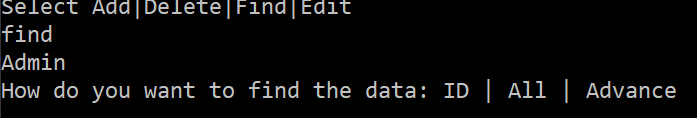 Select Add|Delete|Find|Edit
find
Admin
How do you want to find the data: ID | All | Advance